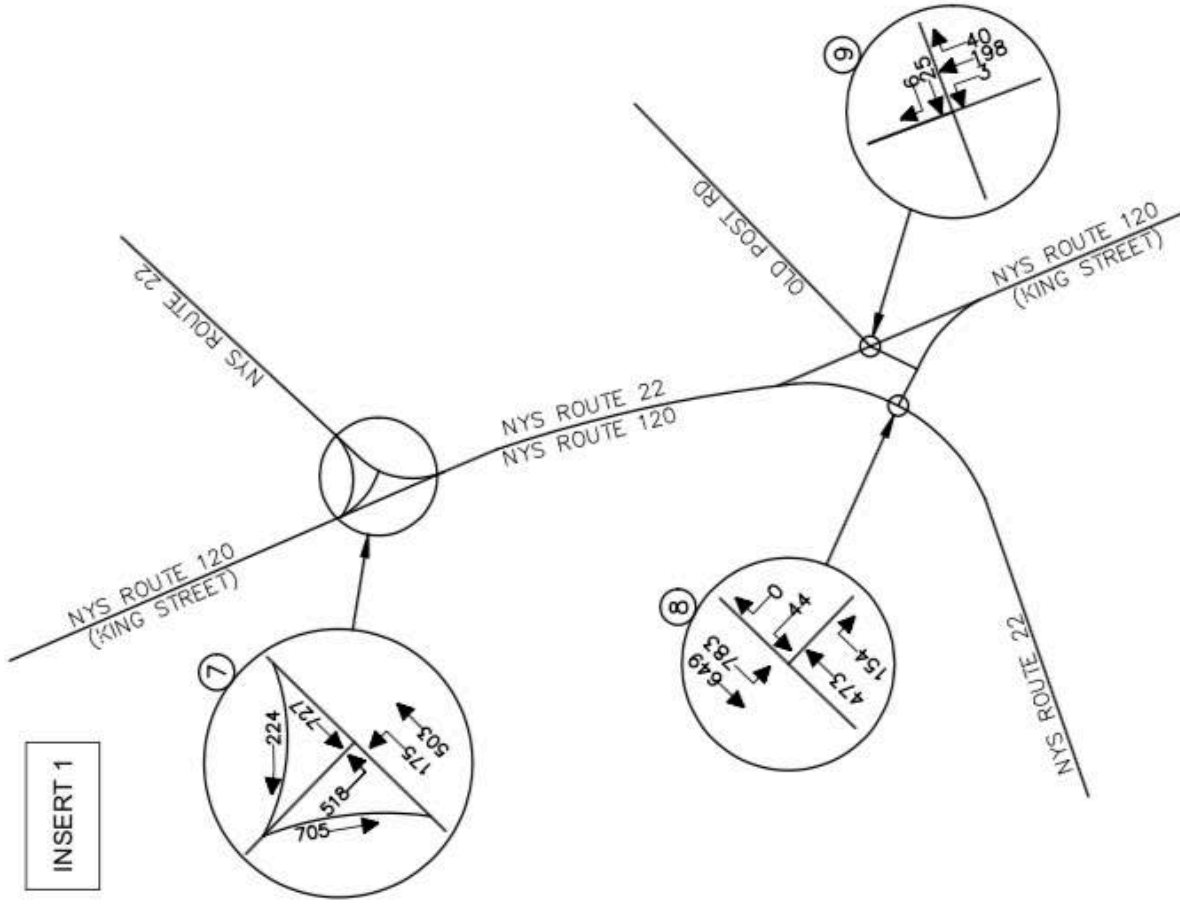 INSERT 1
NYS ROUTE 120
(KING STREET)
NYS ROUTE 22
NYS ROUTE 22
NYS ROUTE 120
OLD POST RD
NYS ROUTE 120
(KING STREET)
NYS ROUTE 22
7
224
727
518
705
175
503
8
649
783
0
44
473
154
9
6
25
40
198
3